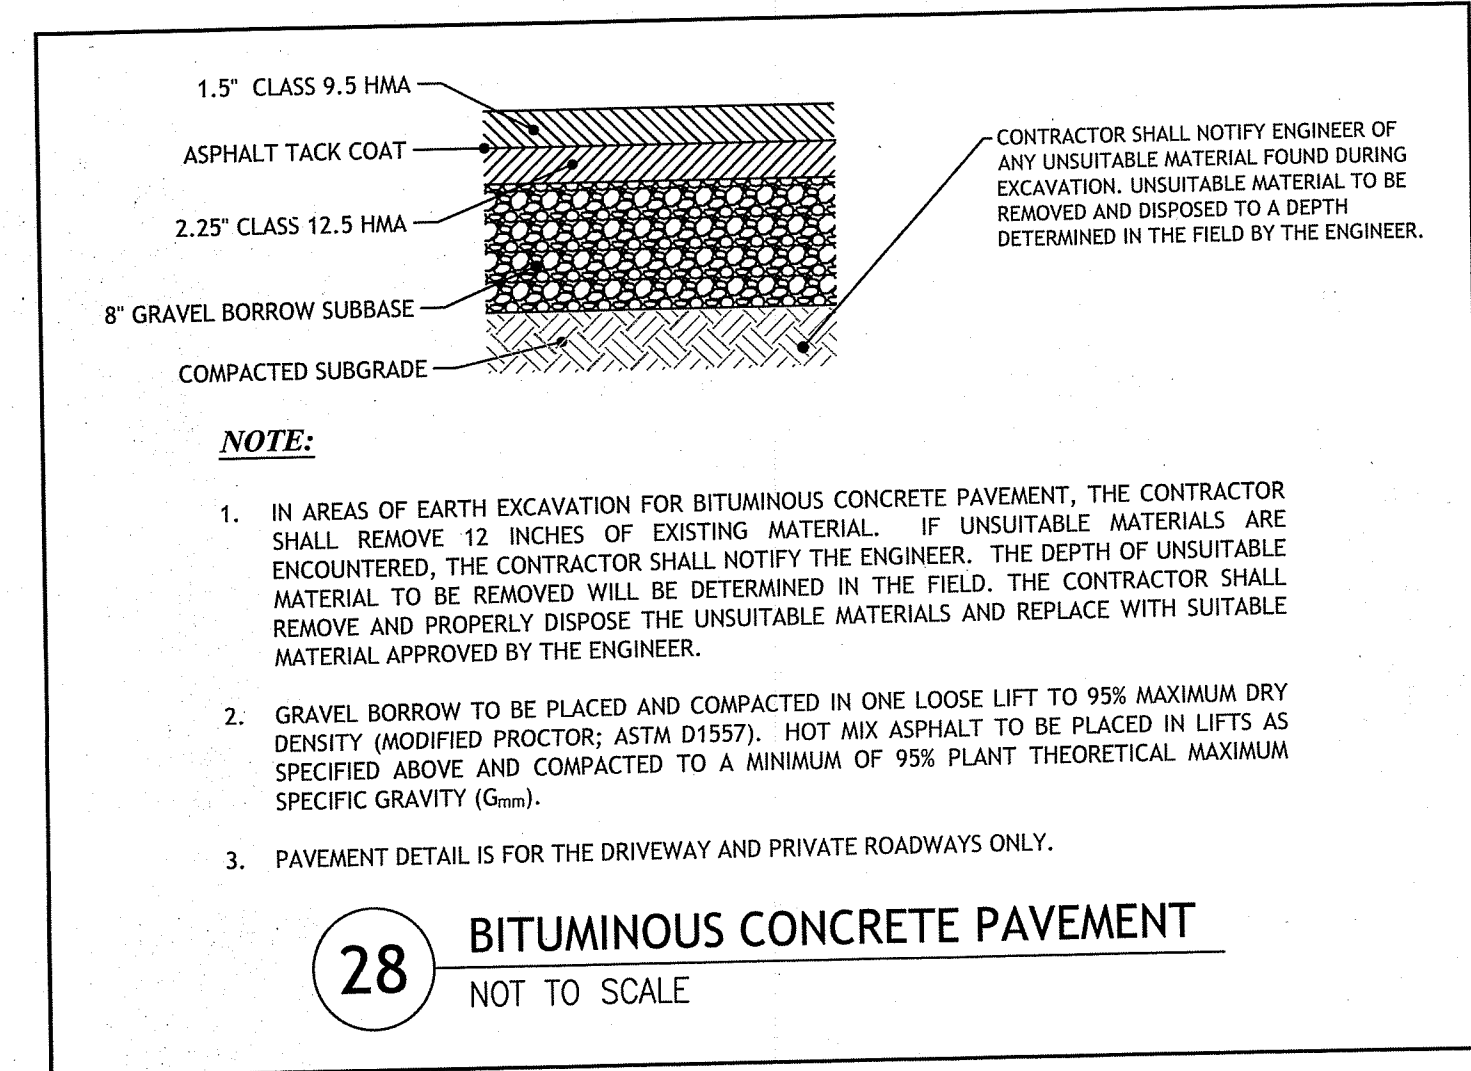 1.5" CLASS 9.5 HMA
ASPHALT TACK COAT
2.25" CLASS 12.5 HMA
8" GRAVEL BORROW SUBBASE
COMPACTED SUBGRADE
CONTRACTOR SHALL NOTIFY ENGINEER OF
ANY UNSUITABLE MATERIAL FOUND DURING
EXCAVATION. UNSUITABLE MATERIAL TO BE
REMOVED AND DISPOSED TO A DEPTH
DETERMINED IN THE FIELD BY THE ENGINEER.
NOTE:
1. IN AREAS OF EARTH EXCAVATION FOR BITUMINOUS CONCRETE PAVEMENT, THE CONTRACTOR
SHALL REMOVE 12 INCHES OF EXISTING MATERIAL. IF UNSUITABLE MATERIALS ARE
ENCOUNTERED, THE CONTRACTOR SHALL NOTIFY THE ENGINEER. THE DEPTH OF UNSUITABLE
MATERIAL TO BE REMOVED WILL BE DETERMINED IN THE FIELD. THE CONTRACTOR SHALL
REMOVE AND PROPERLY DISPOSE THE UNSUITABLE MATERIALS AND REPLACE WITH SUITABLE
MATERIAL APPROVED BY THE ENGINEER.
2. GRAVEL BORROW TO BE PLACED AND COMPACTED IN ONE LOOSE LIFT TO 95% MAXIMUM DRY
DENSITY (MODIFIED PROCTOR; ASTM D1557). HOT MIX ASPHALT TO BE PLACED IN LIFTS AS
SPECIFIED ABOVE AND COMPACTED TO A MINIMUM OF 95% PLANT THEORETICAL MAXIMUM
SPECIFIC GRAVITY (Gmm).
3. PAVEMENT DETAIL IS FOR THE DRIVEWAY AND PRIVATE ROADWAYS ONLY.
28
BITUMINOUS CONCRETE PAVEMENT
NOT TO SCALE